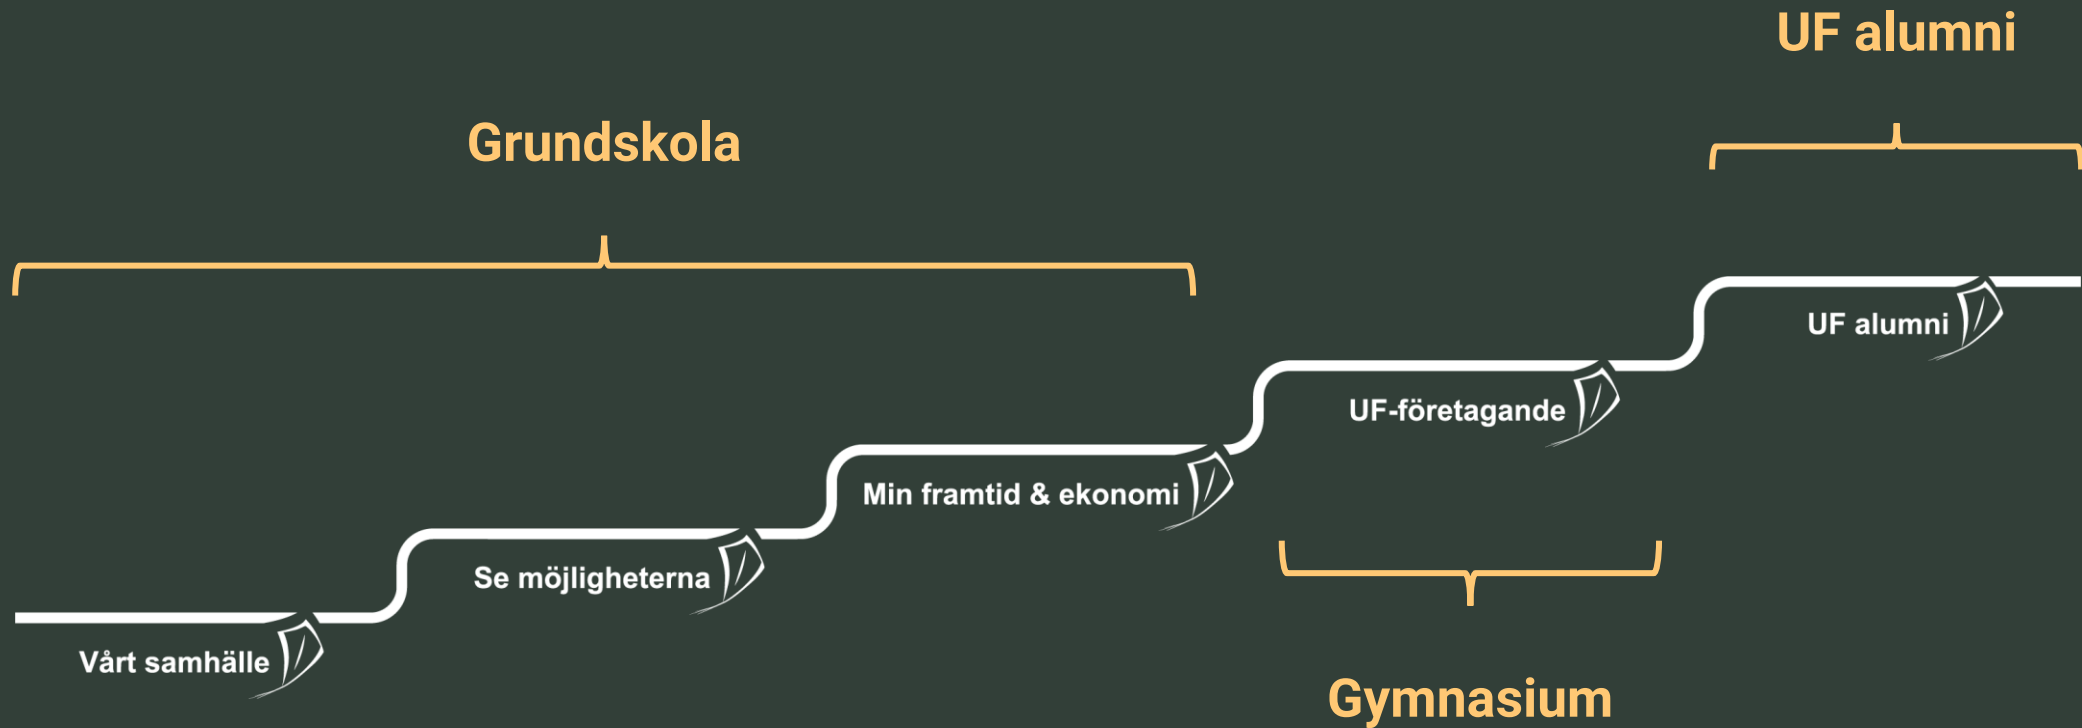 UF alumni
Grundskola
UF alumni
UF-företagande
Min framtid & ekonomi
Se möjligheterna
Vårt samhälle
Gymnasium